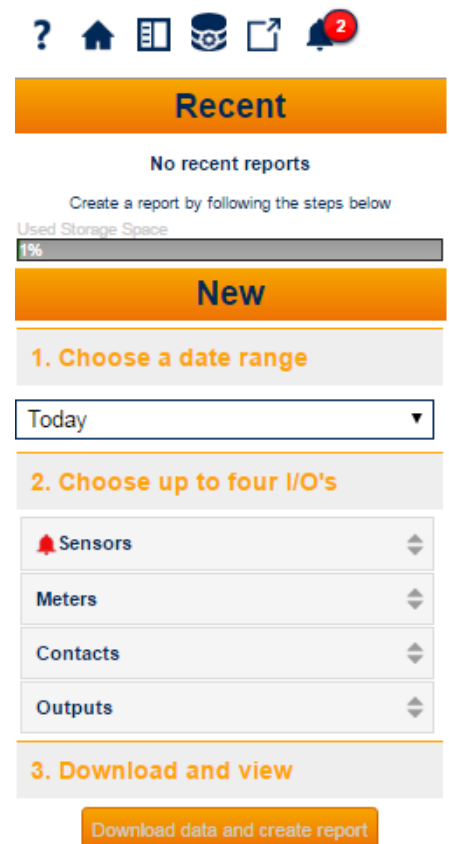 ?
2
Recent
No recent reports
Create a report by following the steps below
Used Storage Space
1%
New
1. Choose a date range
Today
2. Choose up to four I/O's
Sensors
Meters
Contacts
Outputs
3. Download and view
Download data and create report